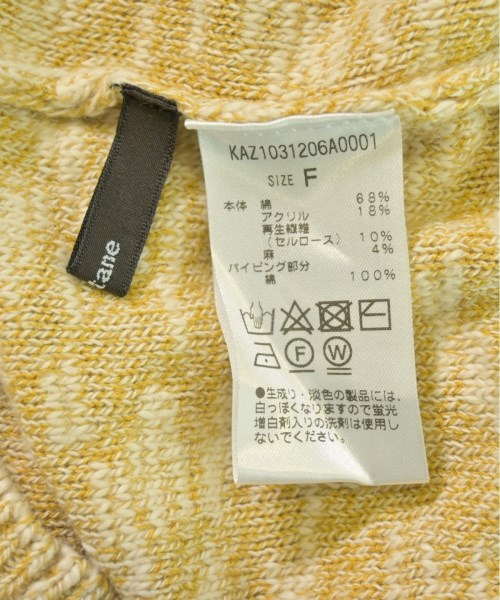 tane
KAZ1031206A0001
SIZE F
本体 綿 68%
アクリル 18%
再生繊維
(セルロース) 10%
麻 4%
パイピング部分
綿 100%
F W
●生成り・淡色の製品には、
白っぽくなりますので蛍光
増白剤入りの洗剤は使用し
ないでください。